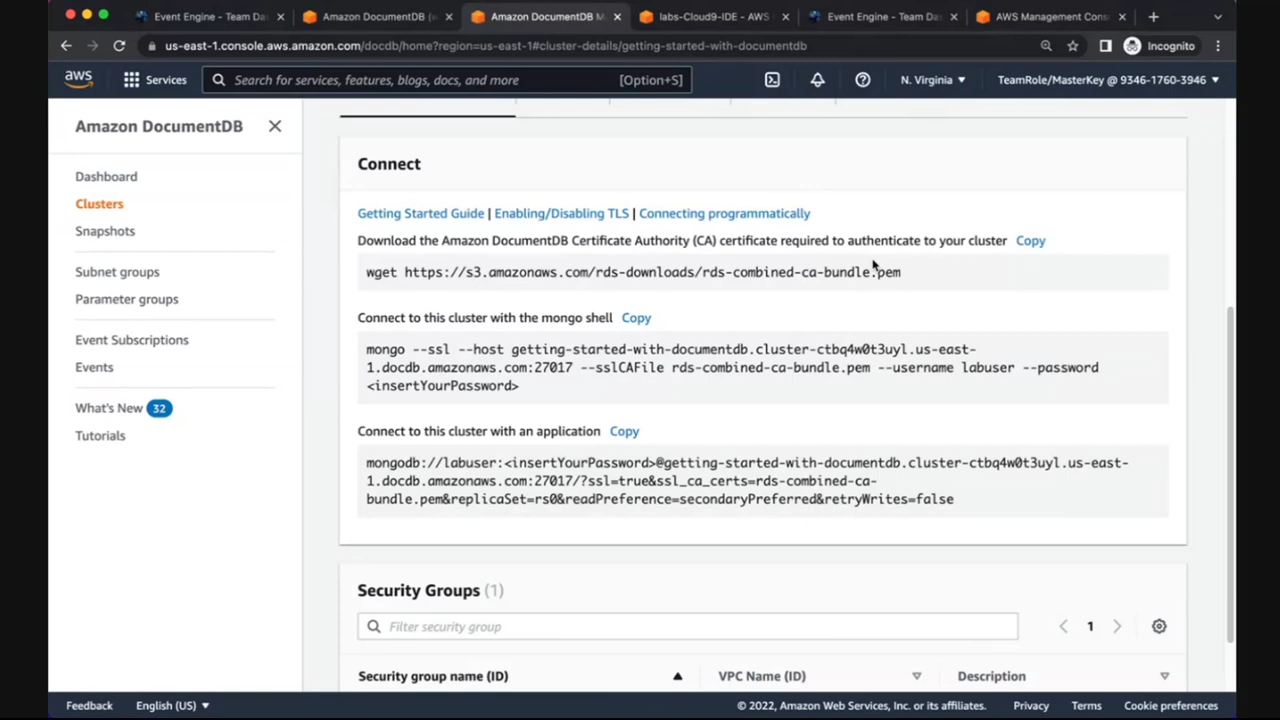 Event Engine - Team Da
Amazon DocumentDB (w
Amazon DocumentDB M
labs-Cloud9-IDE - AWS
Event Engine - Team Da
AWS Management Cons
us-east-1.console.aws.amazon.com/docdb/home?region=us-east-1#cluster-details/getting-started-with-documentdb
Incognito
aws
Services
Search for services, features, blogs, docs, and more
[Option+S]
N. Virginia
TeamRole/MasterKey @ 9346-1760-3946
Amazon DocumentDB
Dashboard
Clusters
Snapshots
Subnet groups
Parameter groups
Event Subscriptions
Events
What's New 32
Tutorials
Connect
Getting Started Guide | Enabling/Disabling TLS | Connecting programmatically
Download the Amazon DocumentDB Certificate Authority (CA) certificate required to authenticate to your cluster Copy
wget https://s3.amazonaws.com/rds-downloads/rds-combined-ca-bundle.pem
Connect to this cluster with the mongo shell Copy
mongo --ssl --host getting-started-with-documentdb.cluster-ctbq4w0t3uyl.us-east-
1.docdb.amazonaws.com:27017 --sslCAFile rds-combined-ca-bundle.pem --username labuser --password
<insertYourPassword>
Connect to this cluster with an application Copy
mongodb://labuser:<insertYourPassword>@getting-started-with-documentdb.cluster-ctbq4w0t3uyl.us-east-
1.docdb.amazonaws.com:27017/?ssl=true&ssl_ca_certs=rds-combined-ca-
bundle.pem&replicaSet=rs0&readPreference=secondaryPreferred&retryWrites=false
Security Groups (1)
Filter security group
1
Security group name (ID)
VPC Name (ID)
Description
Feedback
English (US)
© 2022, Amazon Web Services, Inc. or its affiliates.
Privacy
Terms
Cookie preferences